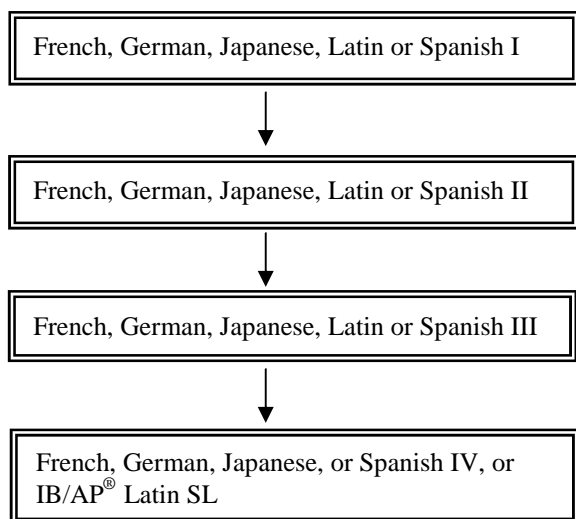 French, German, Japanese, Latin or Spanish I
French, German, Japanese, Latin or Spanish II
French, German, Japanese, Latin or Spanish III
French, German, Japanese, or Spanish IV, or
IB/AP® Latin SL